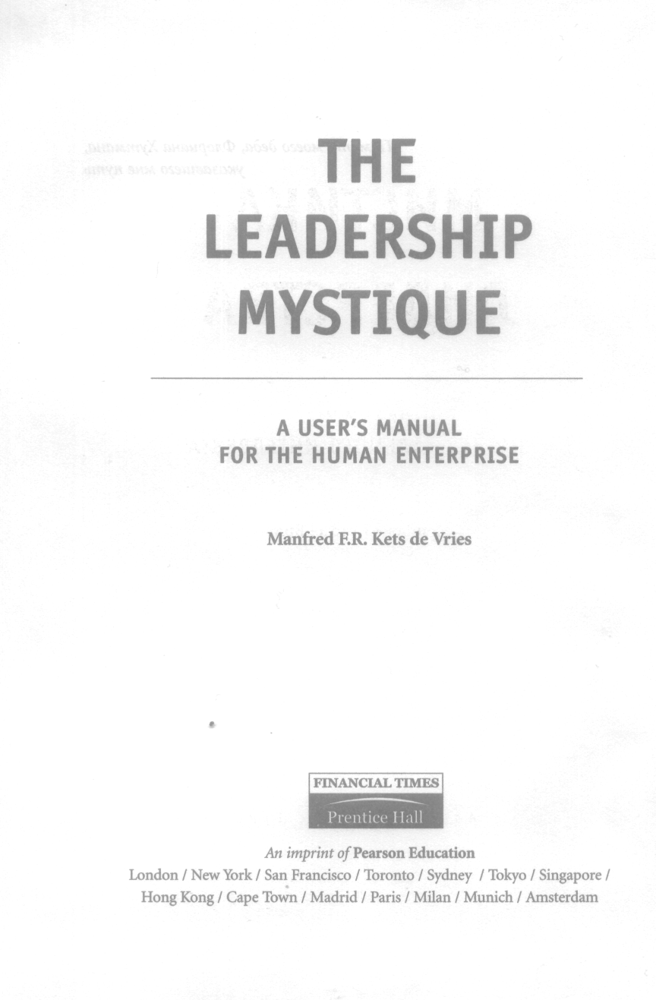 THE
LEADERSHIP
MYSTIQUE
A USER'S MANUAL
FOR THE HUMAN ENTERPRISE
Manfred F.R. Kets de Vries
FINANCIAL TIMES
Prentice Hall
An imprint of Pearson Education
London / New York / San Francisco / Toronto / Sydney / Tokyo / Singapore /
Hong Kong / Cape Town / Madrid / Paris / Milan / Munich / Amsterdam